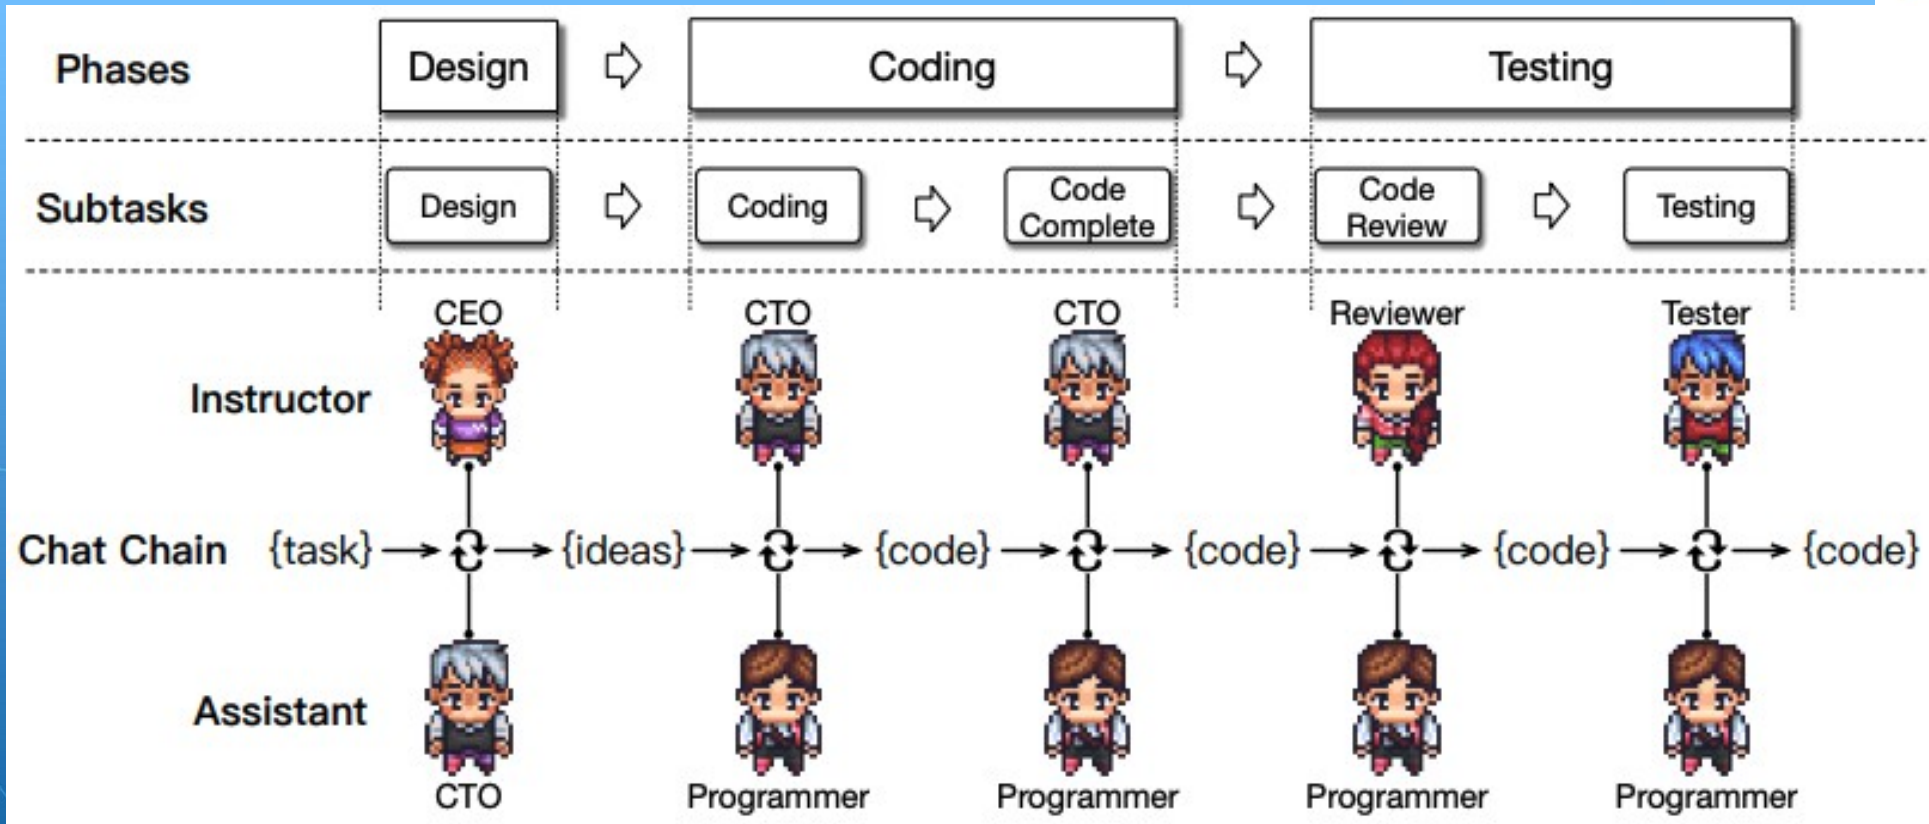 Phases
Design
Coding
Testing
Subtasks
Design
Coding
Code
Complete
Code
Review
Testing
CEO
CTO
CTO
Reviewer
Tester
Instructor
Chat Chain
{task}
{ideas}
{code}
{code}
{code}
{code}
Assistant
CTO
Programmer
Programmer
Programmer
Programmer